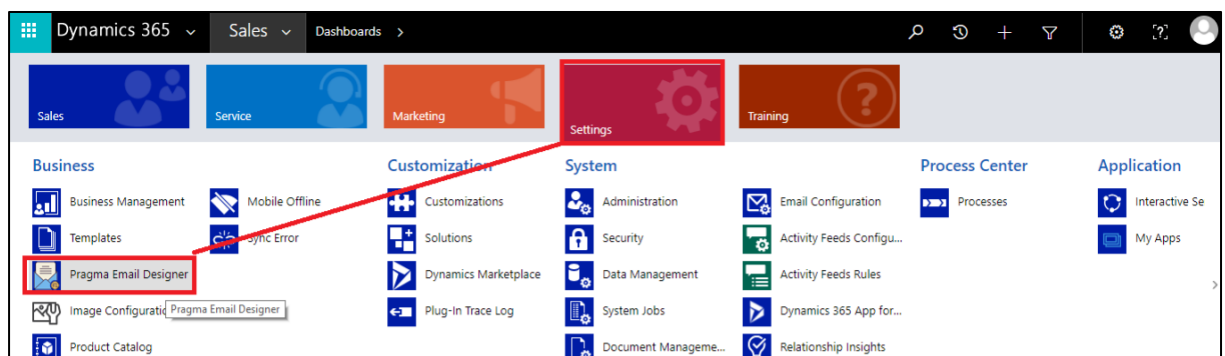 Dynamics 365
Sales
Dashboards
Sales
Service
Marketing
Settings
Training
Business
Business Management
Templates
Pragma Email Designer
Image Configuratio
Pragma Email Designer
Product Catalog
Mobile Offline
Sync Error
Customization
Customizations
Solutions
Dynamics Marketplace
Plug-In Trace Log
System
Administration
Security
Data Management
System Jobs
Document Manageme...
Email Configuration
Activity Feeds Configu...
Activity Feeds Rules
Dynamics 365 App for...
Relationship Insights
Process Center
Processes
Application
Interactive Se
My Apps